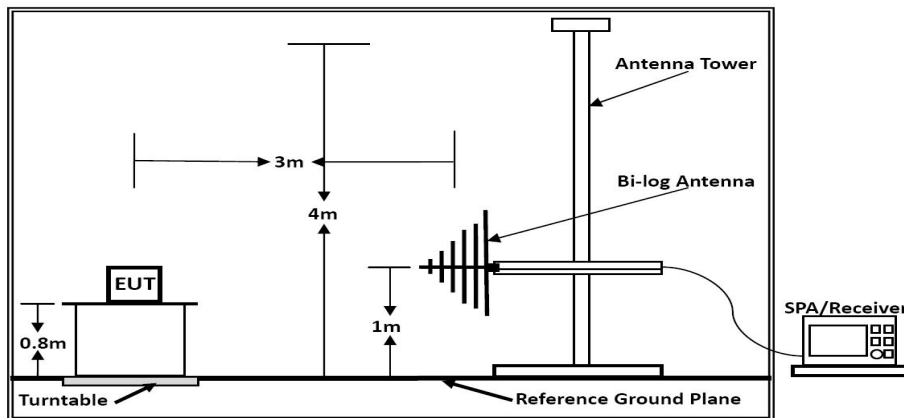 Antenna Tower
3m
Bi-log Antenna
4m
EUT
SPA/Receiver
0.8m
1m
Turntable
Reference Ground Plane